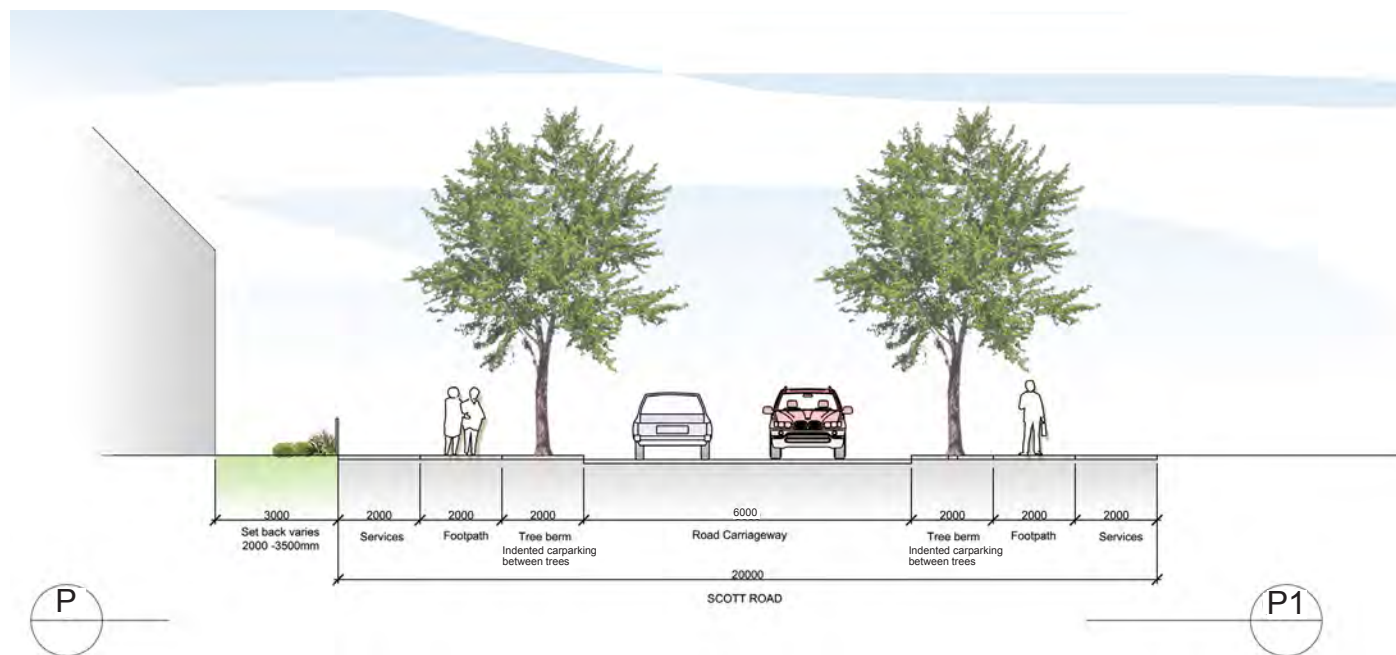 3000
2000
2000
2000
6000
2000
2000
2000
Set back varies
2000 -3500mm
Services
Footpath
Tree berm
Indented carparking
between trees
Road Carriageway
Tree berm
Indented carparking
between trees
Footpath
Services
20000
SCOTT ROAD
P
P1